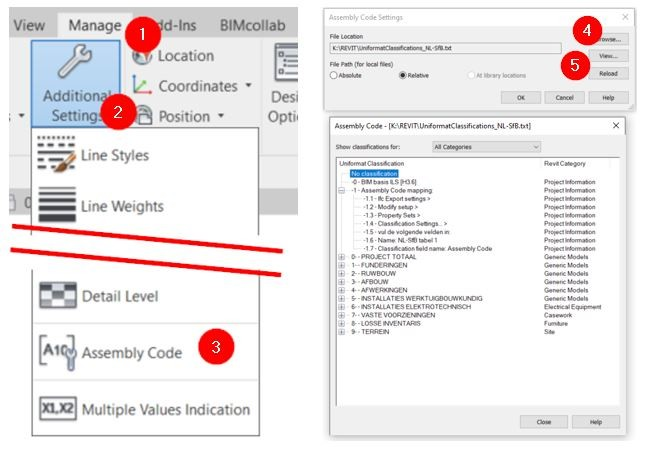 View Manage Add-Ins BIMcollab
1
Location
Coordinates
Additional
Settings
2
Position
Line Styles
Line Weights
Detail Level
Assembly Code
3
Multiple Values Indication
X1,X2
Assembly Code Settings
4
File Location
K:\REVIT\UniformatClassifications_NL-SfB.txt
Browse...
View...
5
File Path (for local files)
Reload
Absolute Relative At library locations
OK Cancel Help
Assembly Code - [K:\REVIT\UniformatClassifications_NL-SfB.txt]
Show classifications for: All Categories
Uniformat Classification Revit Category
No classification
-0 - BIM basis ILS [H3.6] Project Information
-1 - Assembly Code mapping: Project Information
-1.1 - Ifc Export settings > Project Information
-1.2 - Modify setup > Project Information
-1.3 - Property Sets > Project Information
-1.4 - Classification Settings... > Project Information
-1.5 - vul de volgende velden in: Project Information
-1.6 - Name: NL-SfB tabel 1 Project Information
-1.7 - Classification field name: Assembly Code Project Information
0- - PROJECT TOTAAL Generic Models
1- - FUNDERINGEN Generic Models
2- - RUWBOUW Generic Models
3- - AFBOUW Generic Models
4- - AFWERKINGEN Generic Models
5- - INSTALLATIES WERKTUIGBOUWKUNDIG Generic Models
6- - INSTALLATIES ELEKTROTECHNISCH Electrical Equipment
7- - VASTE VOORZIENINGEN Casework
8- - LOSSE INVENTARIS Furniture
9- - TERREIN Site
Close Help